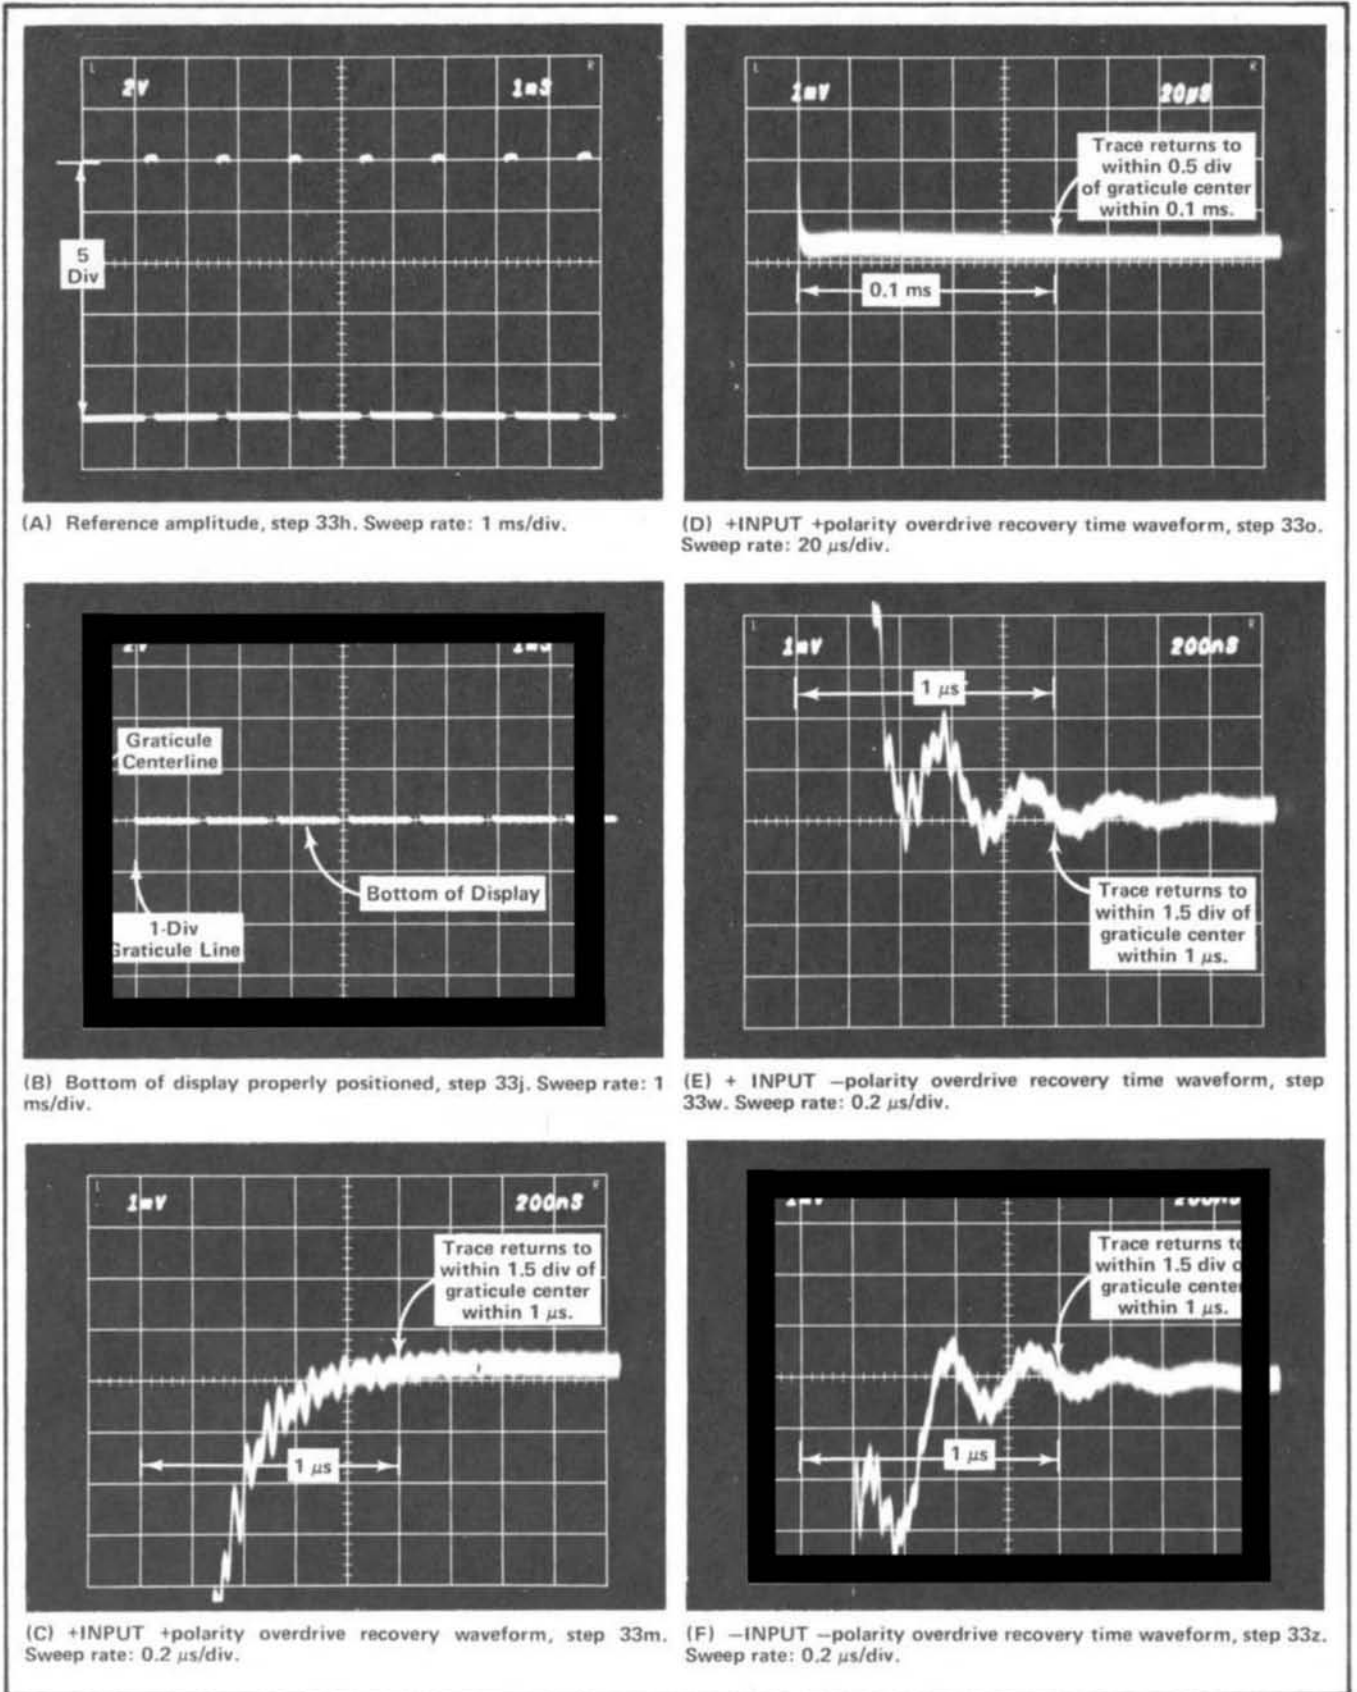 2V
1mS
5
Div
(A) Reference amplitude, step 33h. Sweep rate: 1 ms/div.
Graticule
Centerline
Bottom of Display
1-Div
Graticule Line
(B) Bottom of display properly positioned, step 33j. Sweep rate: 1
ms/div.
1mV
200nS
Trace returns to
within 1.5 div of
graticule center
within 1 μs.
1 μs
(C) +INPUT +polarity overdrive recovery waveform, step 33m.
Sweep rate: 0.2 μs/div.
1mV
20μS
Trace returns to
within 0.5 div
of graticule center
within 0.1 ms.
0.1 ms
(D) +INPUT +polarity overdrive recovery time waveform, step 33o.
Sweep rate: 20 μs/div.
1mV
200nS
1 μs
Trace returns to
within 1.5 div of
graticule center
within 1 μs.
(E) + INPUT −polarity overdrive recovery time waveform, step
33w. Sweep rate: 0.2 μs/div.
Trace returns to
within 1.5 div
graticule center
within 1 μs.
1 μs
(F) −INPUT −polarity overdrive recovery time waveform, step 33z.
Sweep rate: 0.2 μs/div.